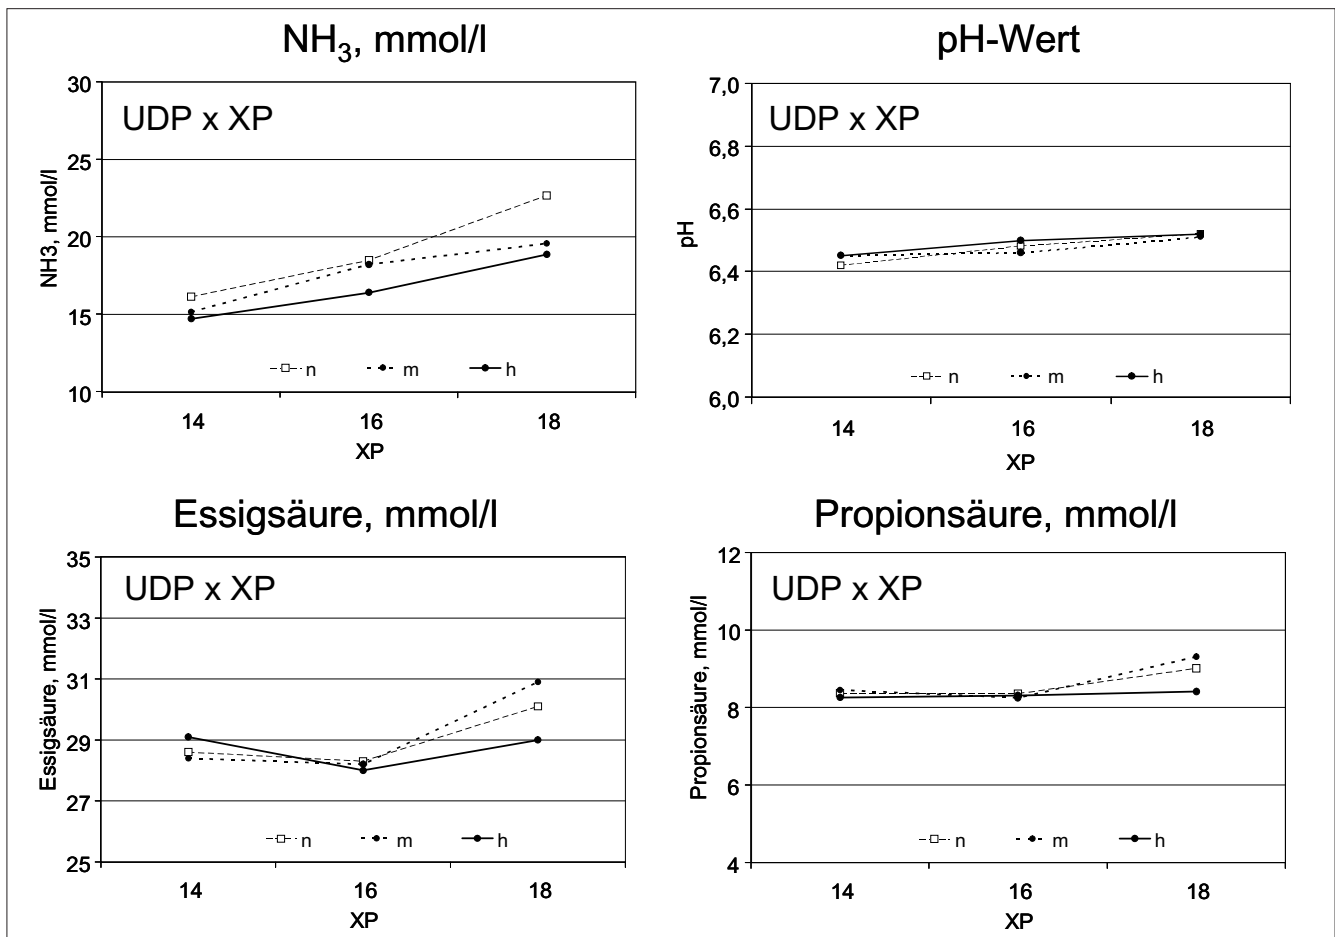 NH₃, mmol/l
30
25
20
15
10
NH3, mmol/l
UDP x XP
n m h
14 16 18
XP
pH-Wert
7,0
6,8
6,6
6,4
6,2
6,0
pH
UDP x XP
n m h
14 16 18
XP
Essigsäure, mmol/l
35
33
31
29
27
25
Essigsäure, mmol/l
UDP x XP
n m h
14 16 18
XP
Propionsäure, mmol/l
12
10
8
6
4
Propionsäure, mmol/l
UDP x XP
n m h
14 16 18
XP